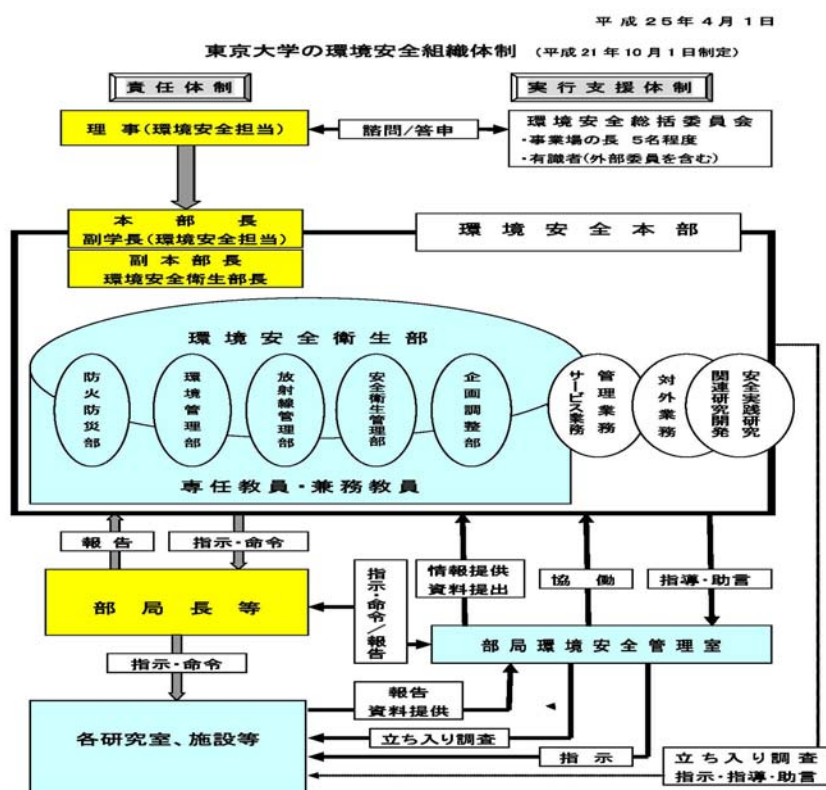 平成25年4月1日
東京大学の環境安全組織体制 (平成21年10月1日制定)
責任体制
実行支援体制
理事(環境安全担当)
諮問/答申
環境安全総括委員会
・事業場の長 5名程度
・有識者(外部委員を含む)
本部長
副学長(環境安全担当)
環境安全本部
副本部長
環境安全衛生部長
環境安全衛生部
防火防災部
環境管理部
放射線管理部
安全衛生管理部
企画調整部
管理業務
サービス業務
対外業務
安全実践研究
関連研究開発
専任教員・兼務教員
報告
指示・命令
指示・命令/報告
情報提供
資料提出
協働
指導・助言
部局長等
部局環境安全管理室
指示・命令
報告
資料提供
各研究室、施設等
立ち入り調査
指示
立ち入り調査
指示・指導・助言